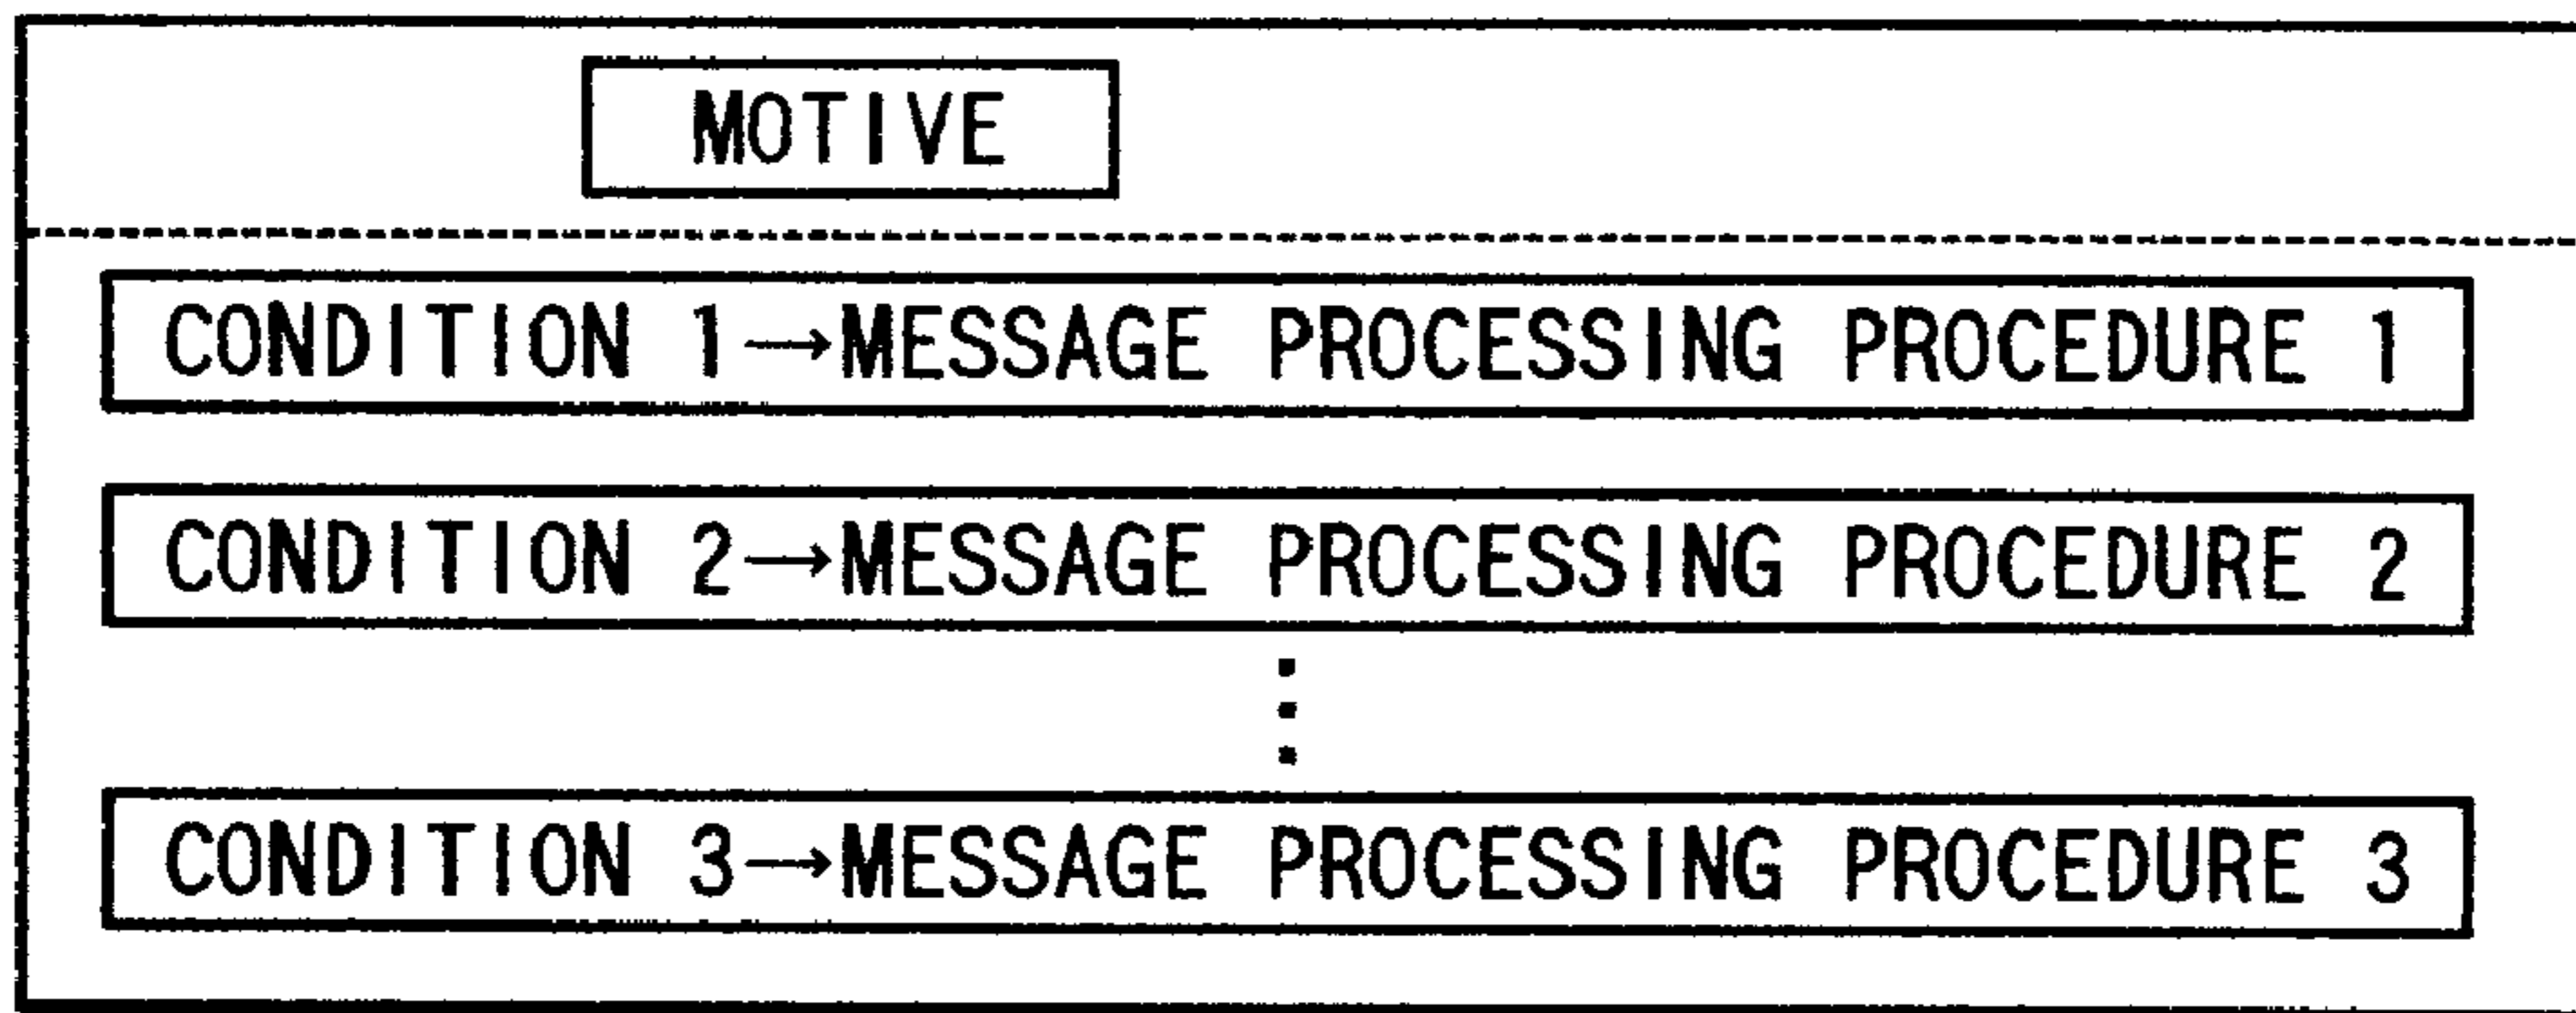 MOTIVE
CONDITION 1→MESSAGE PROCESSING PROCEDURE 1
CONDITION 2→MESSAGE PROCESSING PROCEDURE 2
CONDITION 3→MESSAGE PROCESSING PROCEDURE 3